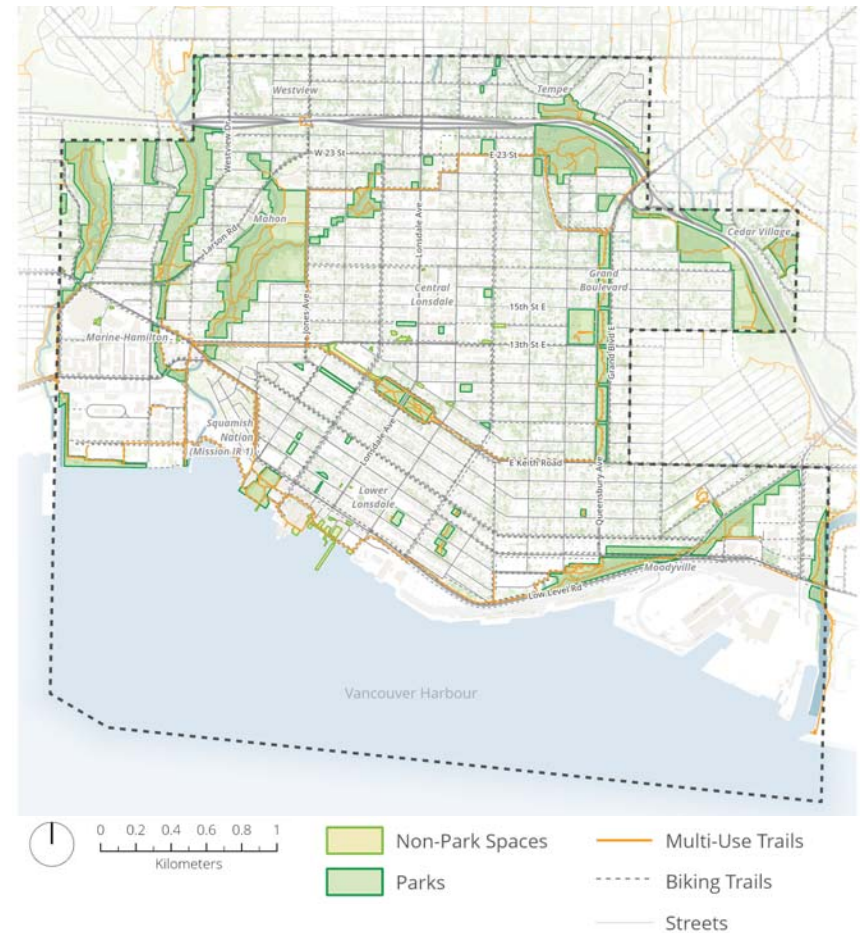 Westview
Tempe
Westview Dr
W 23 St
E 23 St
Mahon
Larson Rd
Lonsdale Ave
Cedar Village
Grand
Boulevard
Central
Lonsdale
Jones Ave
15th St E
13th St E
Grand Blvd E
Marine-Hamilton
Squamish
Nation
(Mission IR 1)
Lonsdale Ave
E Keith Road
Lower
Lonsdale
Queensbury Ave
Moodyville
Low Level Rd
Vancouver Harbour
0 0.2 0.4 0.6 0.8 1
Kilometers
Non-Park Spaces
Parks
Multi-Use Trails
Biking Trails
Streets